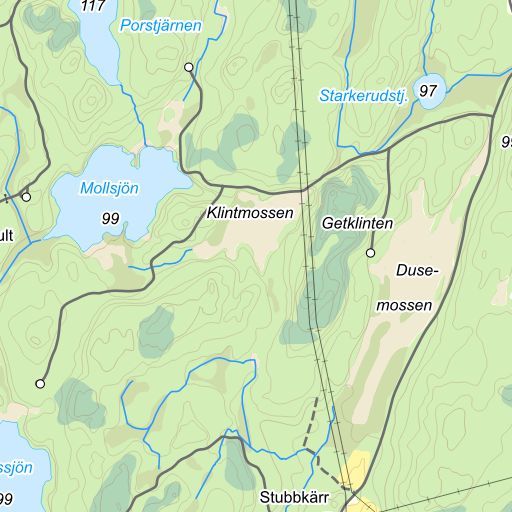 117
Porstjärnen
Starkerudstj.
97
Mollsjön
99
Klintmossen
Getklinten
Duse-
mossen
Stubbkärr
99